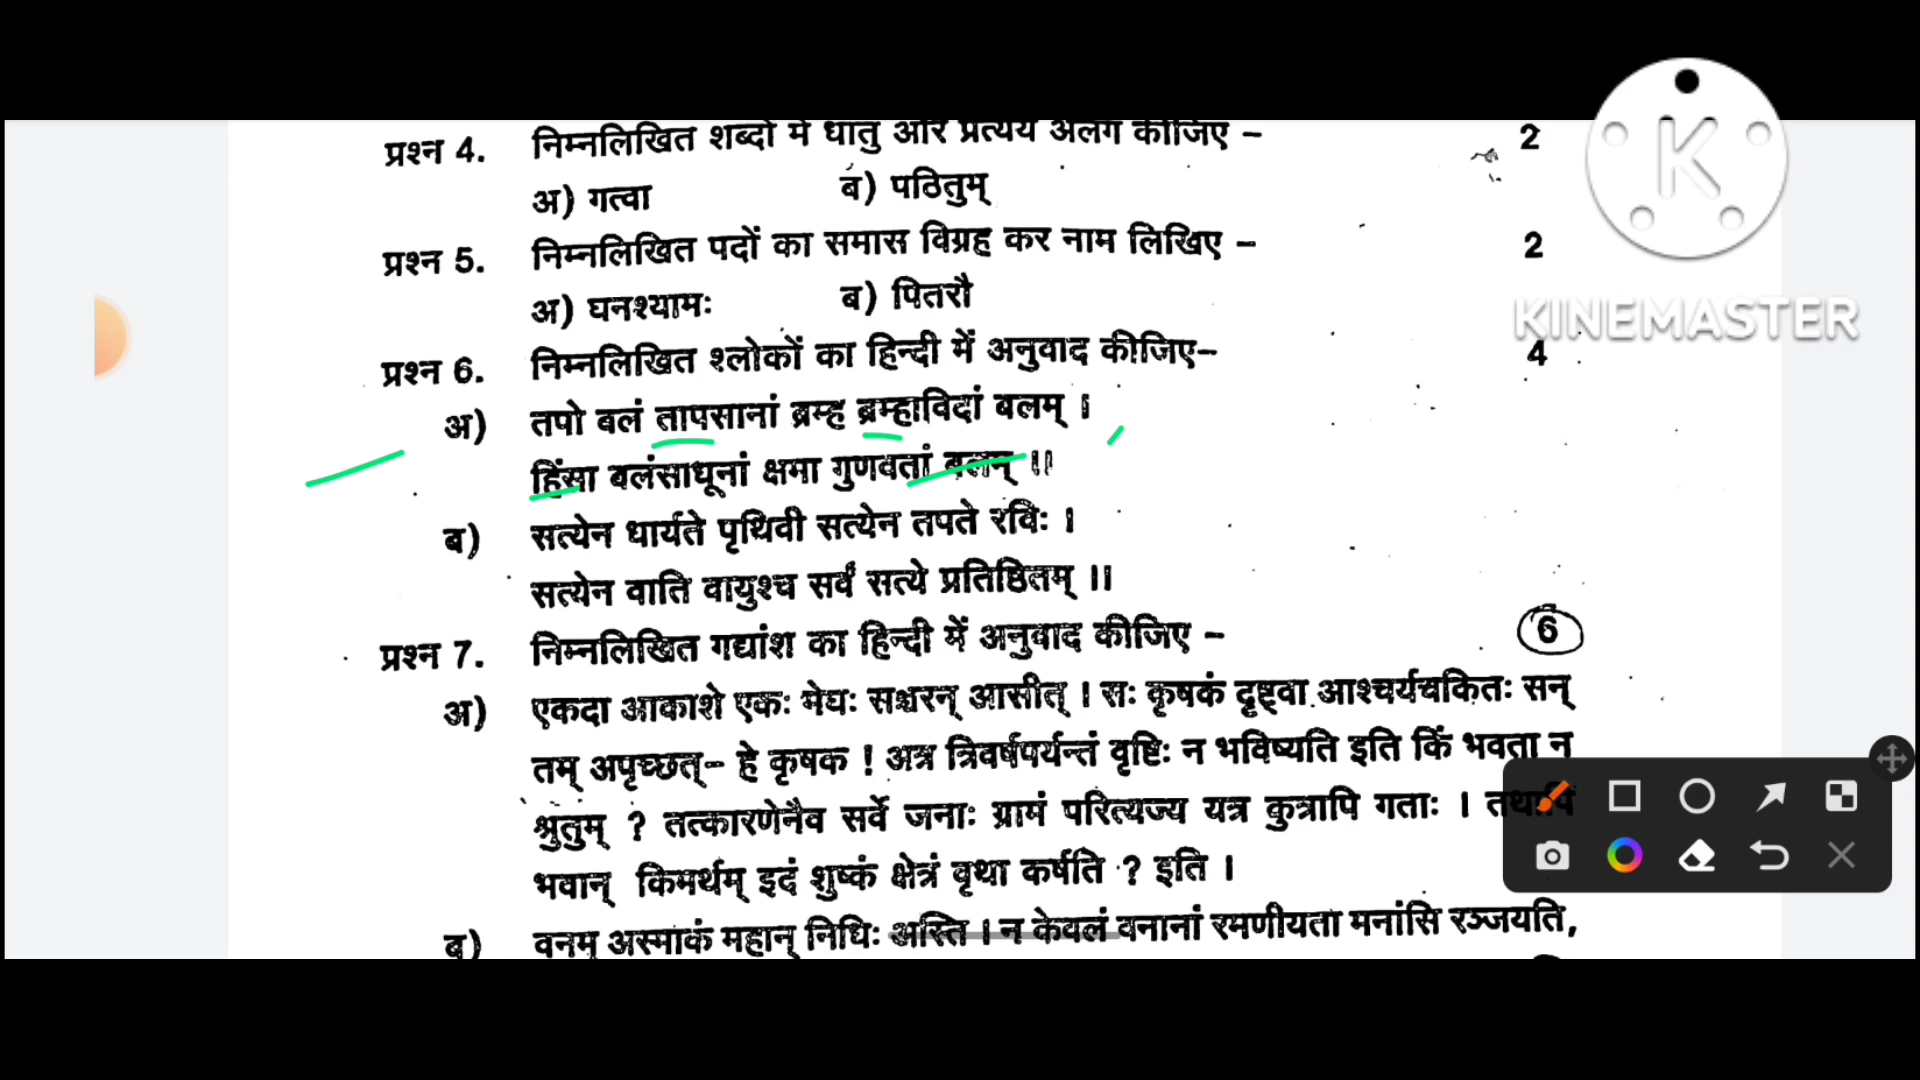 प्रश्न 4. निम्नलिखित शब्दों में धातु और प्रत्यय अलग कीजिए – 2
अ) गत्वा ब) पठितुम्
प्रश्न 5. निम्नलिखित पदों का समास विग्रह कर नाम लिखिए – 2
अ) घनश्यामः ब) पितरौ
KINEMASTER
प्रश्न 6. निम्नलिखित श्लोकों का हिन्दी में अनुवाद कीजिए– 4
अ) तपो बलं तापसानां ब्रम्ह ब्रम्हाविदां बलम् ।
हिंसा बलंसाधूनां क्षमा गुणवतां बलम् ।।
ब) सत्येन धार्यते पृथिवी सत्येन तपते रविः ।
सत्येन वाति वायुश्च सर्वं सत्ये प्रतिष्ठितम् ।।
प्रश्न 7. निम्नलिखित गद्यांश का हिन्दी में अनुवाद कीजिए – 6
अ) एकदा आकाशे एकः मेघः सञ्चरन् आसीत् । सः कृषकं दृष्ट्वा आश्चर्यचकितः सन्
तम् अपृच्छत्– हे कृषक ! अत्र त्रिवर्षपर्यन्तं वृष्टिः न भविष्यति इति किं भवता न
श्रुतुम् ? तत्कारणेनैव सर्वे जनाः ग्रामं परित्यज्य यत्र कुत्रापि गताः । तथापि
भवान् किमर्थम् इदं शुष्कं क्षेत्रं वृथा कर्षति ? इति ।
ब) वनम् अस्माकं महान् निधिः अस्ति । न केवलं वनानां रमणीयता मनांसि रञ्जयति,